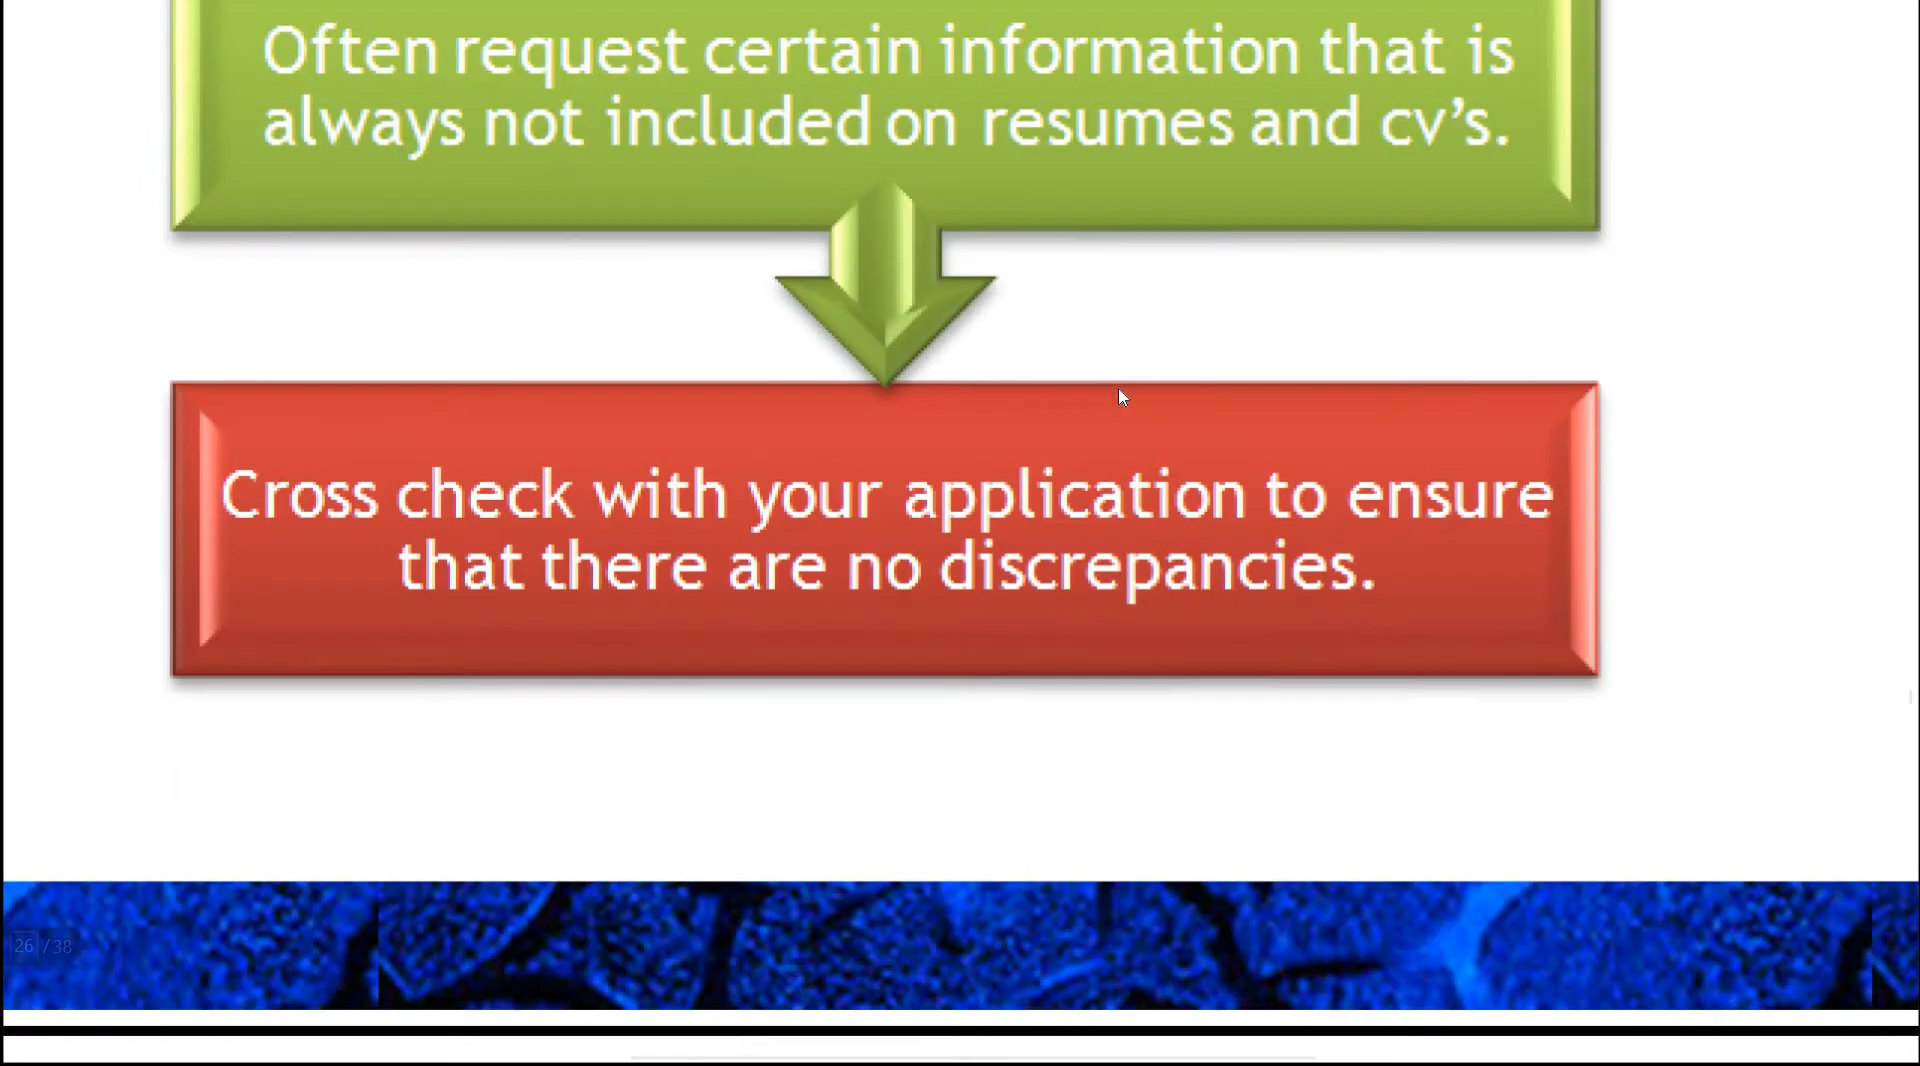 Often request certain information that is
always not included on resumes and cv’s.
Cross check with your application to ensure
that there are no discrepancies.
26 / 38